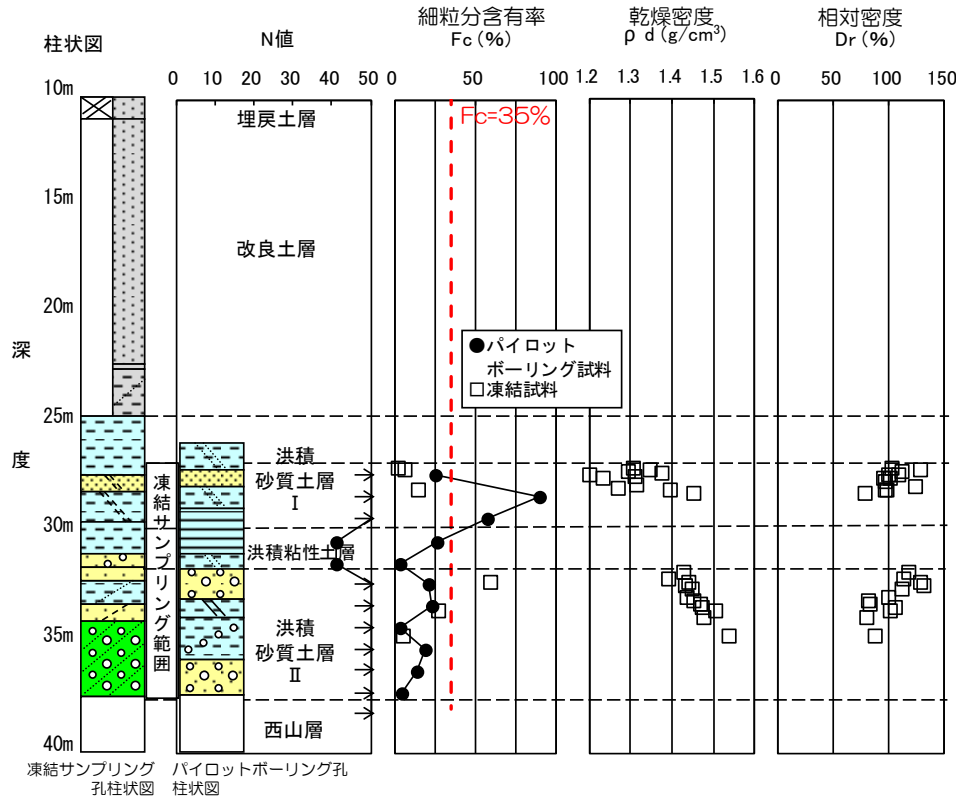 細粒分含有率
Fc(%)
乾燥密度
ρd(g/cm³)
相対密度
Dr(%)
柱状図
N値
0 10 20 30 40 50
0 50 100
1.2 1.3 1.4 1.5 1.6
0 50 100 150
10m
15m
20m
25m
30m
35m
40m
深
度
埋戻土層
Fc=35%
改良土層
●パイロット
ボーリング試料
□凍結試料
洪積
砂質土層
I
洪積粘性土層
洪積
砂質土層
II
西山層
凍結サンプリング範囲
凍結サンプリング
孔柱状図
パイロットボーリング孔
柱状図